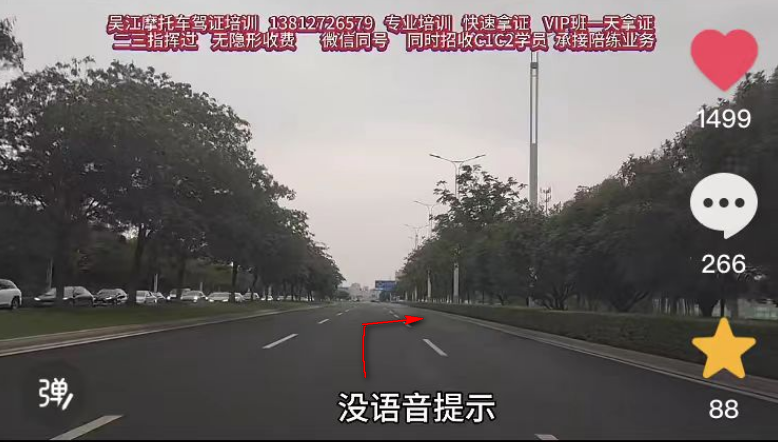 吴江摩托车驾证培训 13812726579 专业培训 快速拿证 VIP班一天拿证
二三指挥过 无隐形收费 微信同号 同时招收C1C2学员 承接陪练业务
1499
266
88
弹
没语音提示